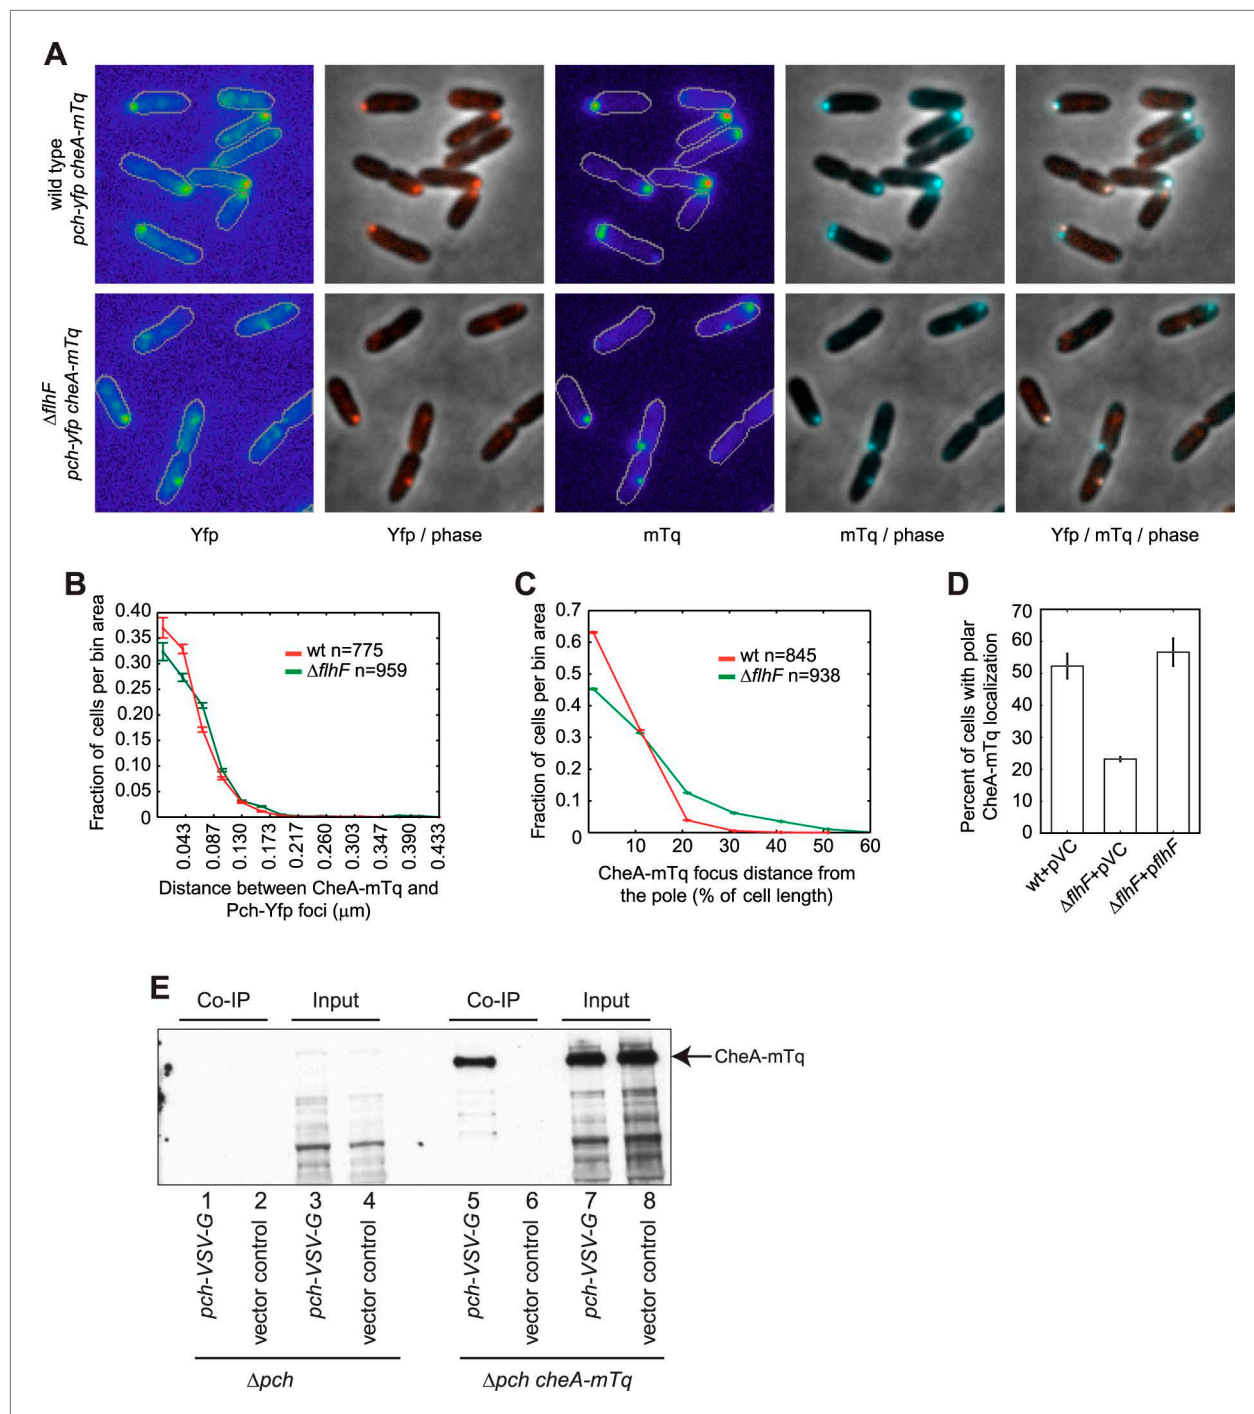 A
wild type
pch-yfp cheA-mTq
ΔflhF
pch-yfp cheA-mTq
Yfp
Yfp / phase
mTq
mTq / phase
Yfp / mTq / phase
B
Fraction of cells per bin area
0.40
0.35
0.30
0.25
0.20
0.15
0.10
0.05
0
wt n=775
ΔflhF n=959
0.043
0.087
0.130
0.173
0.217
0.260
0.303
0.347
0.390
0.433
Distance between CheA-mTq and
Pch-Yfp foci (μm)
C
Fraction of cells per bin area
0.7
0.6
0.5
0.4
0.3
0.2
0.1
0
wt n=845
ΔflhF n=938
10
20
30
40
50
60
CheA-mTq focus distance from
the pole (% of cell length)
D
Percent of cells with polar
CheA-mTq localization
70
60
50
40
30
20
10
0
wt+pVC
ΔflhF+pVC
ΔflhF+pflhF
E
Co-IP
Input
Co-IP
Input
CheA-mTq
1 2 3 4 5 6 7 8
pch-VSV-G
vector control
pch-VSV-G
vector control
pch-VSV-G
vector control
pch-VSV-G
vector control
Δpch
Δpch cheA-mTq